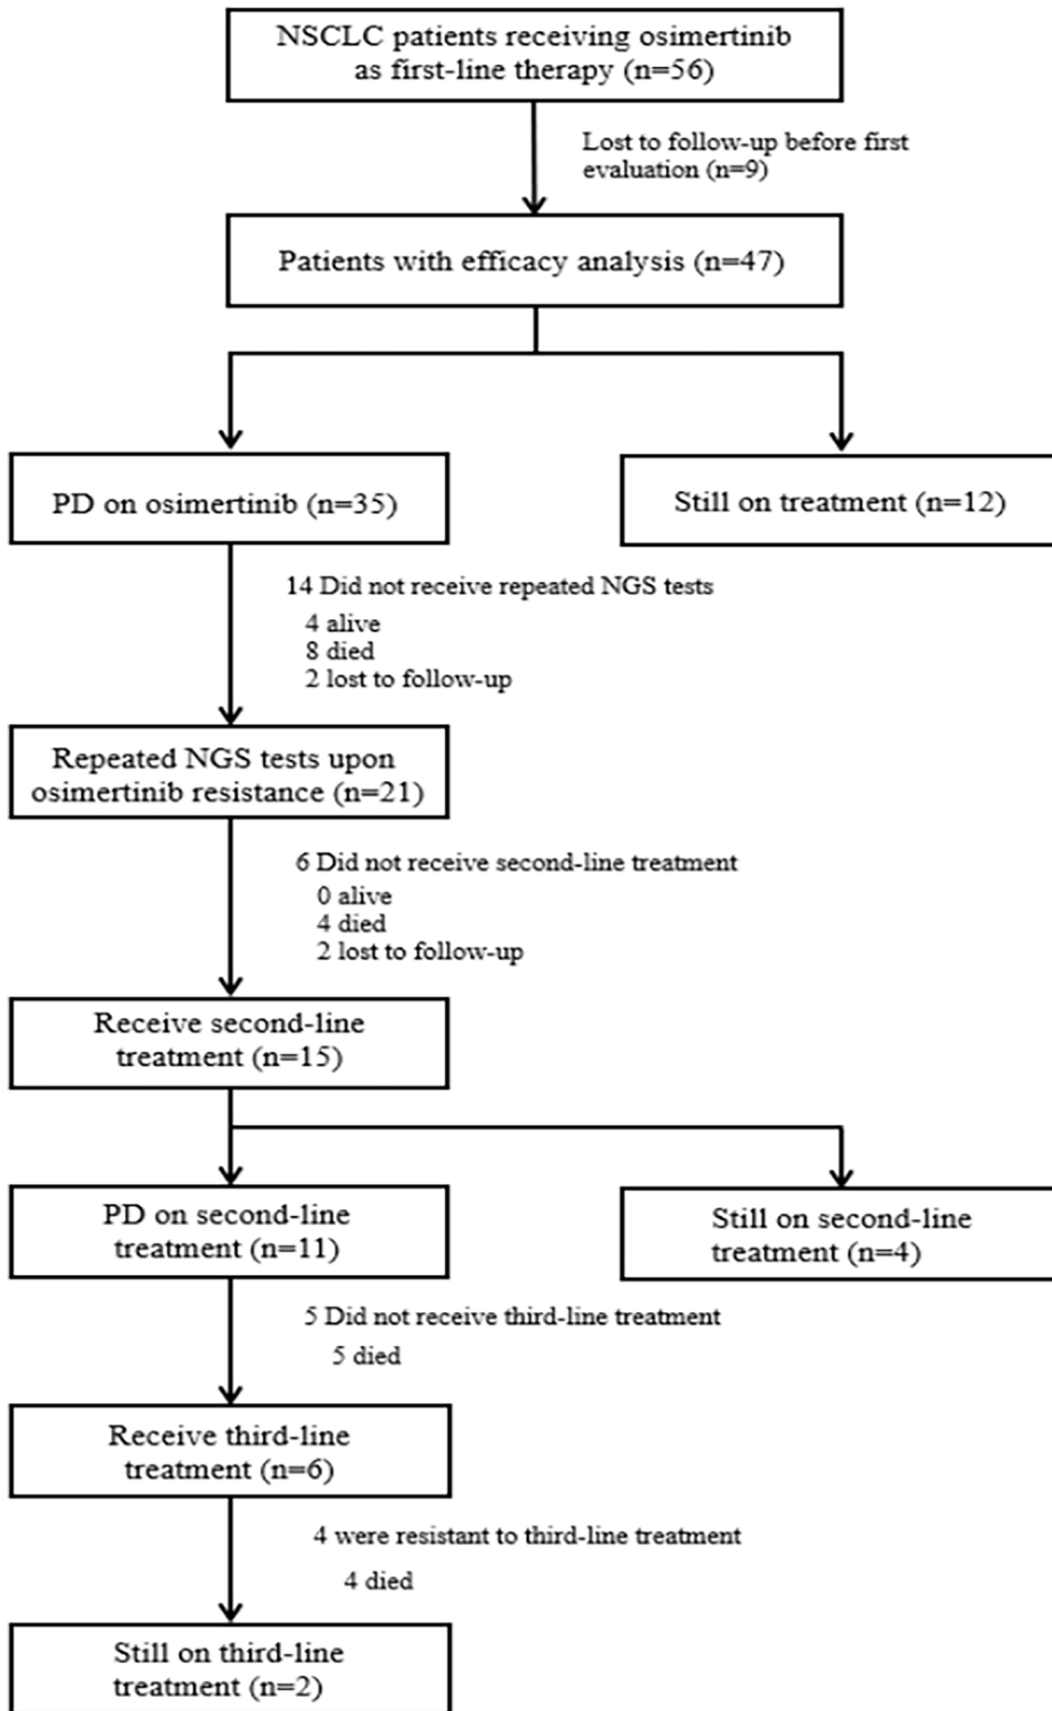 NSCLC patients receiving osimertinib
as first-line therapy (n=56)
Lost to follow-up before first
evaluation (n=9)
Patients with efficacy analysis (n=47)
PD on osimertinib (n=35)
Still on treatment (n=12)
14 Did not receive repeated NGS tests
4 alive
8 died
2 lost to follow-up
Repeated NGS tests upon
osimertinib resistance (n=21)
6 Did not receive second-line treatment
0 alive
4 died
2 lost to follow-up
Receive second-line
treatment (n=15)
PD on second-line
treatment (n=11)
Still on second-line
treatment (n=4)
5 Did not receive third-line treatment
5 died
Receive third-line
treatment (n=6)
4 were resistant to third-line treatment
4 died
Still on third-line
treatment (n=2)